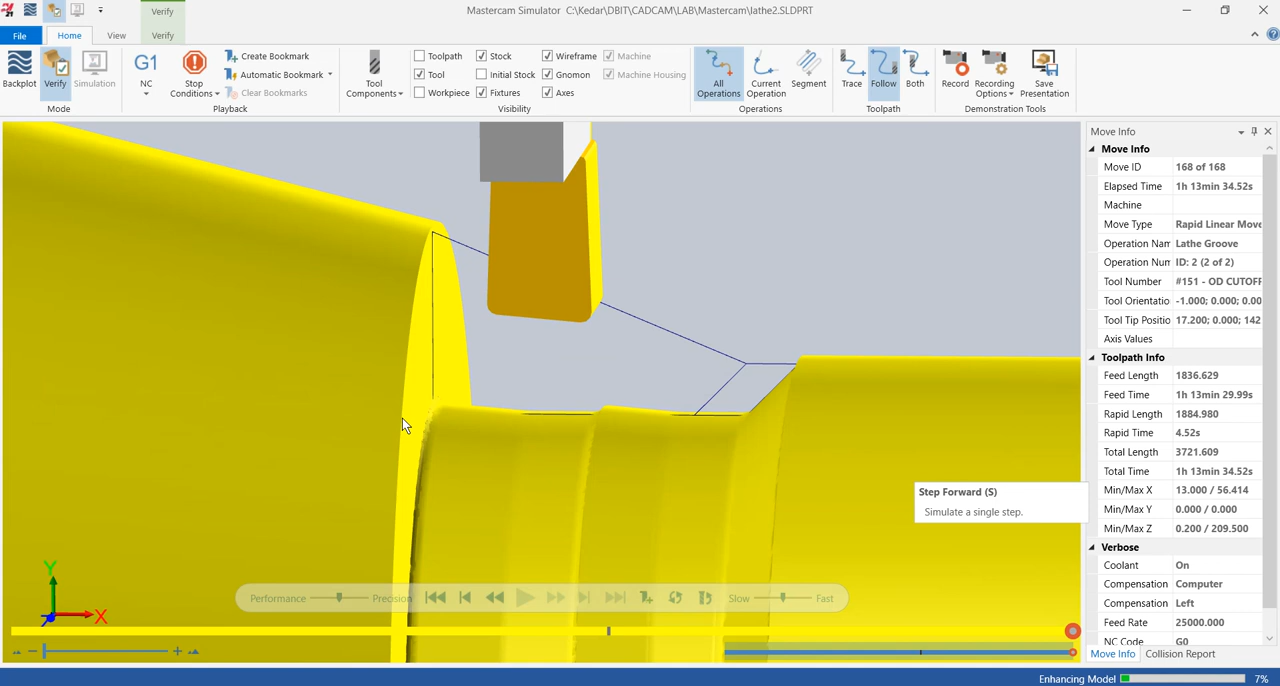 Verify
Mastercam Simulator C:\Kedar\DBIT\CADCAM\LAB\Mastercam\lathe2.SLDPRT
File Home View Verify
Backplot Verify Simulation
Mode
G1
NC
Stop Conditions
Create Bookmark
Automatic Bookmark
Clear Bookmarks
Playback
Tool Components
Toolpath Stock Wireframe Machine
Tool Initial Stock Gnomon Machine Housing
Workpiece Fixtures Axes
Visibility
All Operations
Current Operation
Segment
Operations
Trace Follow Both
Toolpath
Record
Recording Options
Save Presentation
Demonstration Tools
Move Info
Move Info
Move ID 168 of 168
Elapsed Time 1h 13min 34.52s
Machine
Move Type Rapid Linear Move
Operation Nam Lathe Groove
Operation Num ID: 2 (2 of 2)
Tool Number #151 - OD CUTOFF
Tool Orientatio -1.000; 0.000; 0.00
Tool Tip Positio 17.200; 0.000; 142
Axis Values
Toolpath Info
Feed Length 1836.629
Feed Time 1h 13min 29.99s
Rapid Length 1884.980
Rapid Time 4.52s
Total Length 3721.609
Total Time 1h 13min 34.52s
Min/Max X 13.000 / 56.414
Min/Max Y 0.000 / 0.000
Min/Max Z 0.200 / 209.500
Verbose
Coolant On
Compensation Computer
Compensation Left
Feed Rate 25000.000
NC Code G0
Move Info Collision Report
Step Forward (S)
Simulate a single step.
Y
X
Performance Precision Slow Fast
Enhancing Model 7%